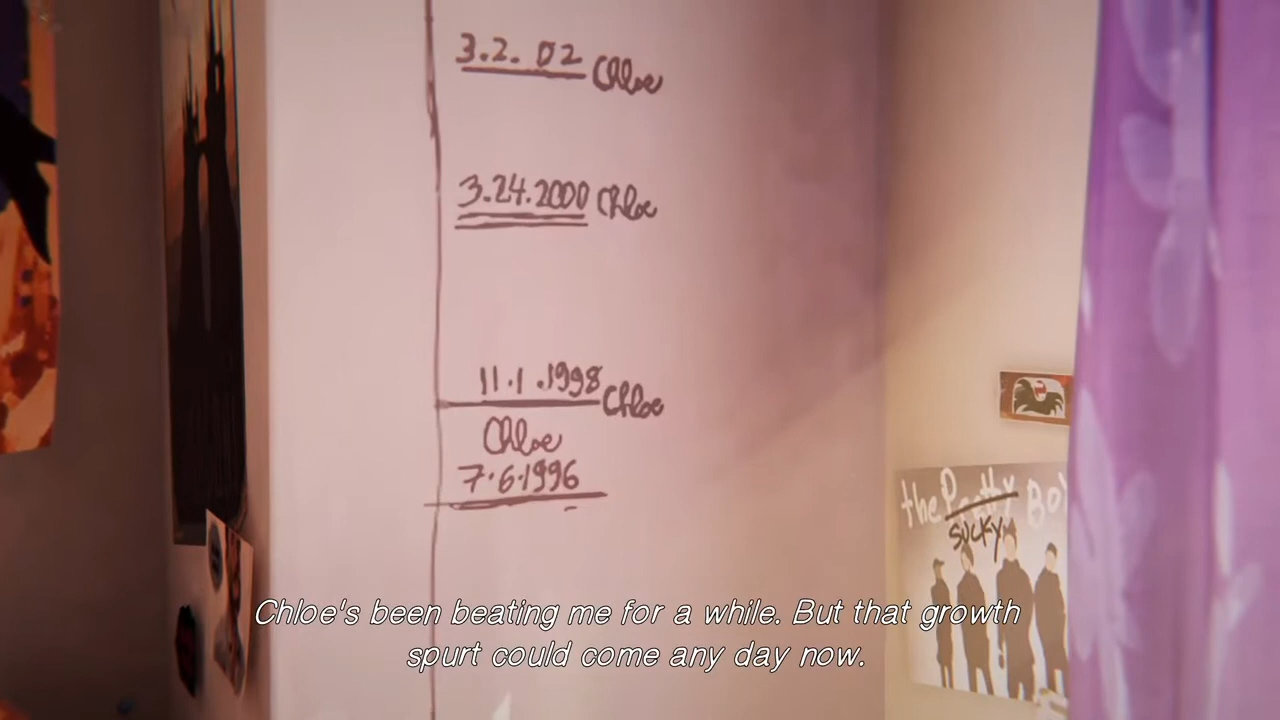 3.2.02 Chloe
3.24.2000 Chloe
11.1.1998 Chloe
Chloe
7.6.1996
the Pretty Bo
sucky
Chloe's been beating me for a while. But that growth
spurt could come any day now.